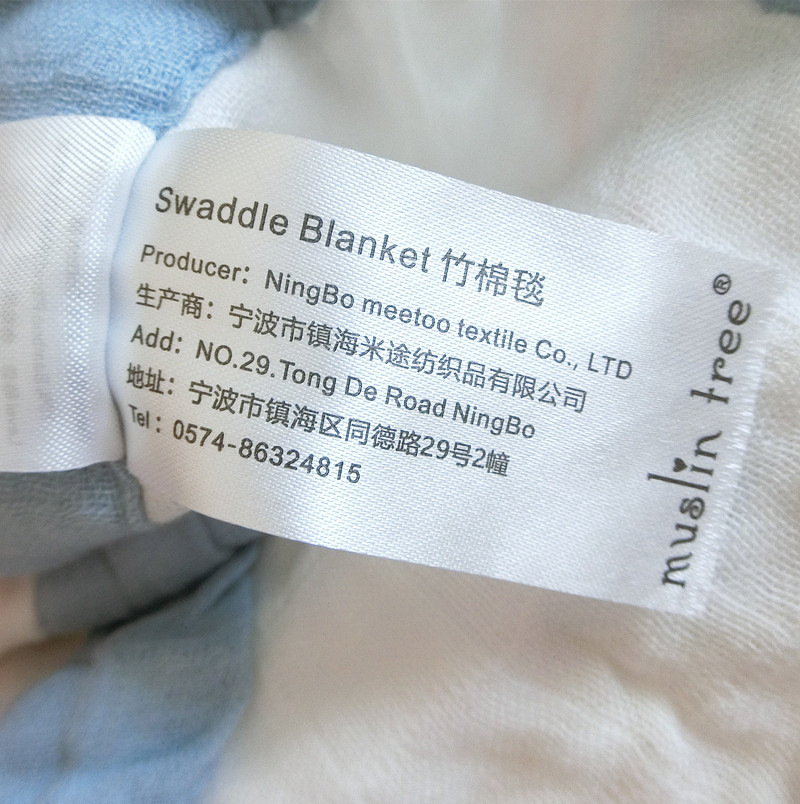 Swaddle Blanket 竹棉毯
Producer: NingBo meetoo textile Co., LTD
生产商: 宁波市镇海米途纺织品有限公司
Add: NO.29.Tong De Road NingBo
地址: 宁波市镇海区同德路29号2幢
Tel: 0574-86324815
muslin tree®